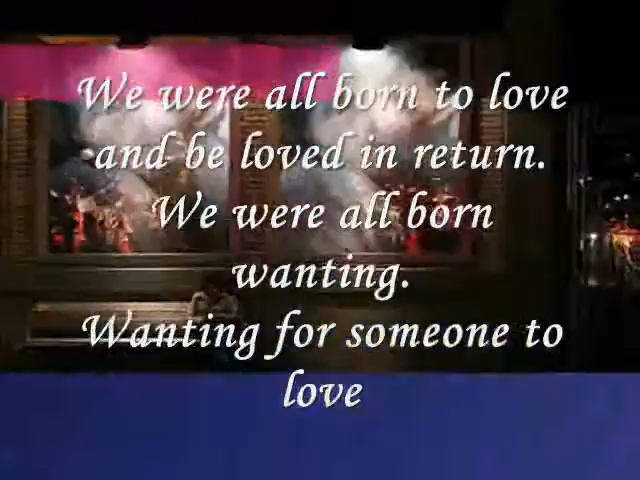 We were all born to love
and be loved in return.
We were all born
wanting.
Wanting for someone to
love